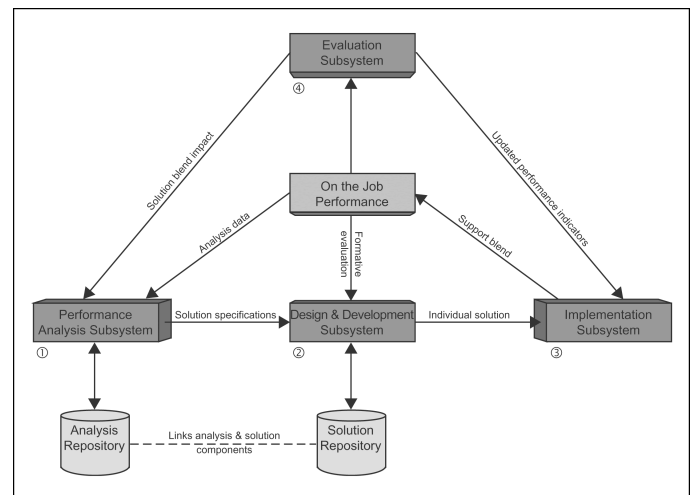 Evaluation
Subsystem
④
Solution blend impact
Updated performance indicators
On the Job
Performance
Analysis data
Formative
evaluation
Support blend
Performance
Analysis Subsystem
①
Solution specifications
Design & Development
Subsystem
②
Individual solution
Implementation
Subsystem
③
Analysis
Repository
Links analysis & solution
components
Solution
Repository